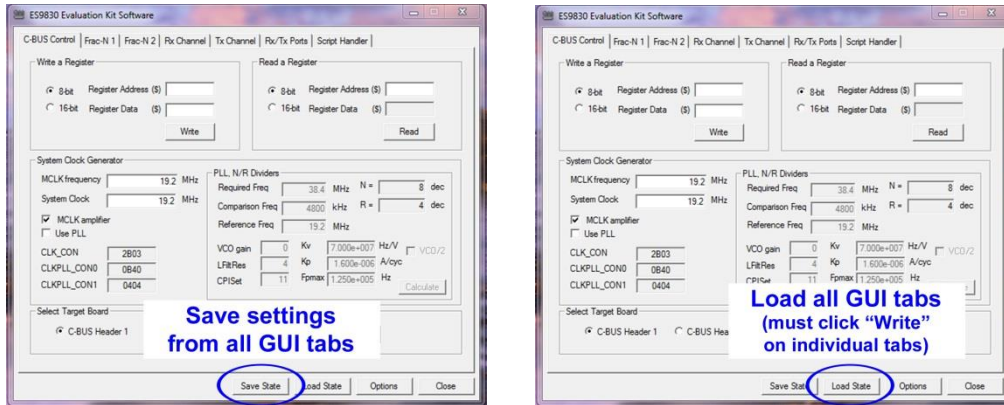 ES9830 Evaluation Kit Software
C-BUS Control Frac-N 1 Frac-N 2 Rx Channel Tx Channel Rx/Tx Ports Script Handler
Write a Register
8-bit Register Address ($)
16-bit Register Data ($)
Write
Read a Register
8-bit Register Address ($)
16-bit Register Data ($)
Read
System Clock Generator
MCLK frequency 19.2 MHz
System Clock 19.2 MHz
MCLK amplifier
Use PLL
CLK_CON 2B03
CLKPLL_CON0 0B40
CLKPLL_CON1 0404
PLL, N/R Dividers
Required Freq 38.4 MHz N = 8 dec
Comparison Freq 4800 kHz R = 4 dec
Reference Freq 19.2 MHz
VCO gain 0 Kv 7.000e+007 Hz/V VCO/2
LFiltRes 4 Kp 1.600e-006 A/cyc
CPISet 11 Fpmax 1.250e+005 Hz
Calculate
Select Target Board
C-BUS Header 1
Save settings
from all GUI tabs
Save State Load State Options Close
ES9830 Evaluation Kit Software
C-BUS Control Frac-N 1 Frac-N 2 Rx Channel Tx Channel Rx/Tx Ports Script Handler
Write a Register
8-bit Register Address ($)
16-bit Register Data ($)
Write
Read a Register
8-bit Register Address ($)
16-bit Register Data ($)
Read
System Clock Generator
MCLK frequency 19.2 MHz
System Clock 19.2 MHz
MCLK amplifier
Use PLL
CLK_CON 2B03
CLKPLL_CON0 0B40
CLKPLL_CON1 0404
PLL, N/R Dividers
Required Freq 38.4 MHz N = 8 dec
Comparison Freq 4800 kHz R = 4 dec
Reference Freq 19.2 MHz
VCO gain 0 Kv 7.000e+007 Hz/V VCO/2
LFiltRes 4 Kp 1.600e-006 A/cyc
CPISet 11 Fpmax 1.250e+005 Hz
Select Target Board
C-BUS Header 1 C-BUS
Load all GUI tabs
(must click “Write”
on individual tabs)
Save State Load State Options Close